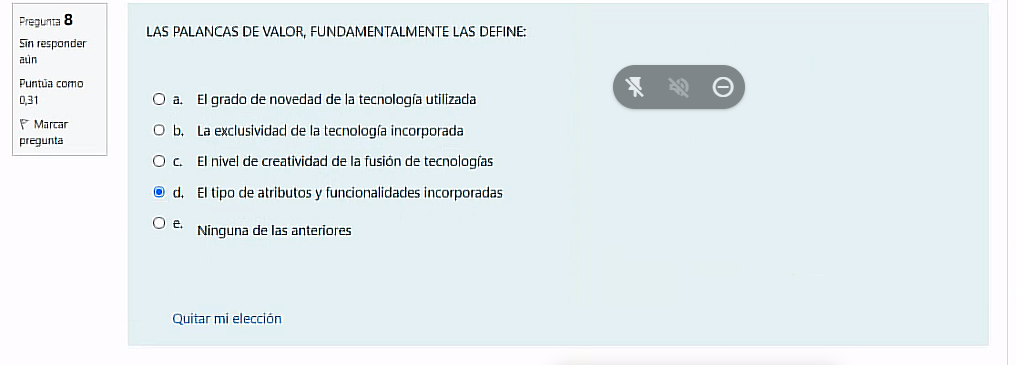 Pregunta 8
Sin responder
aún
Puntúa como
0,31
Marcar
pregunta
LAS PALANCAS DE VALOR, FUNDAMENTALMENTE LAS DEFINE:
a. El grado de novedad de la tecnología utilizada
b. La exclusividad de la tecnología incorporada
c. El nivel de creatividad de la fusión de tecnologías
d. El tipo de atributos y funcionalidades incorporadas
e. Ninguna de las anteriores
Quitar mi elección